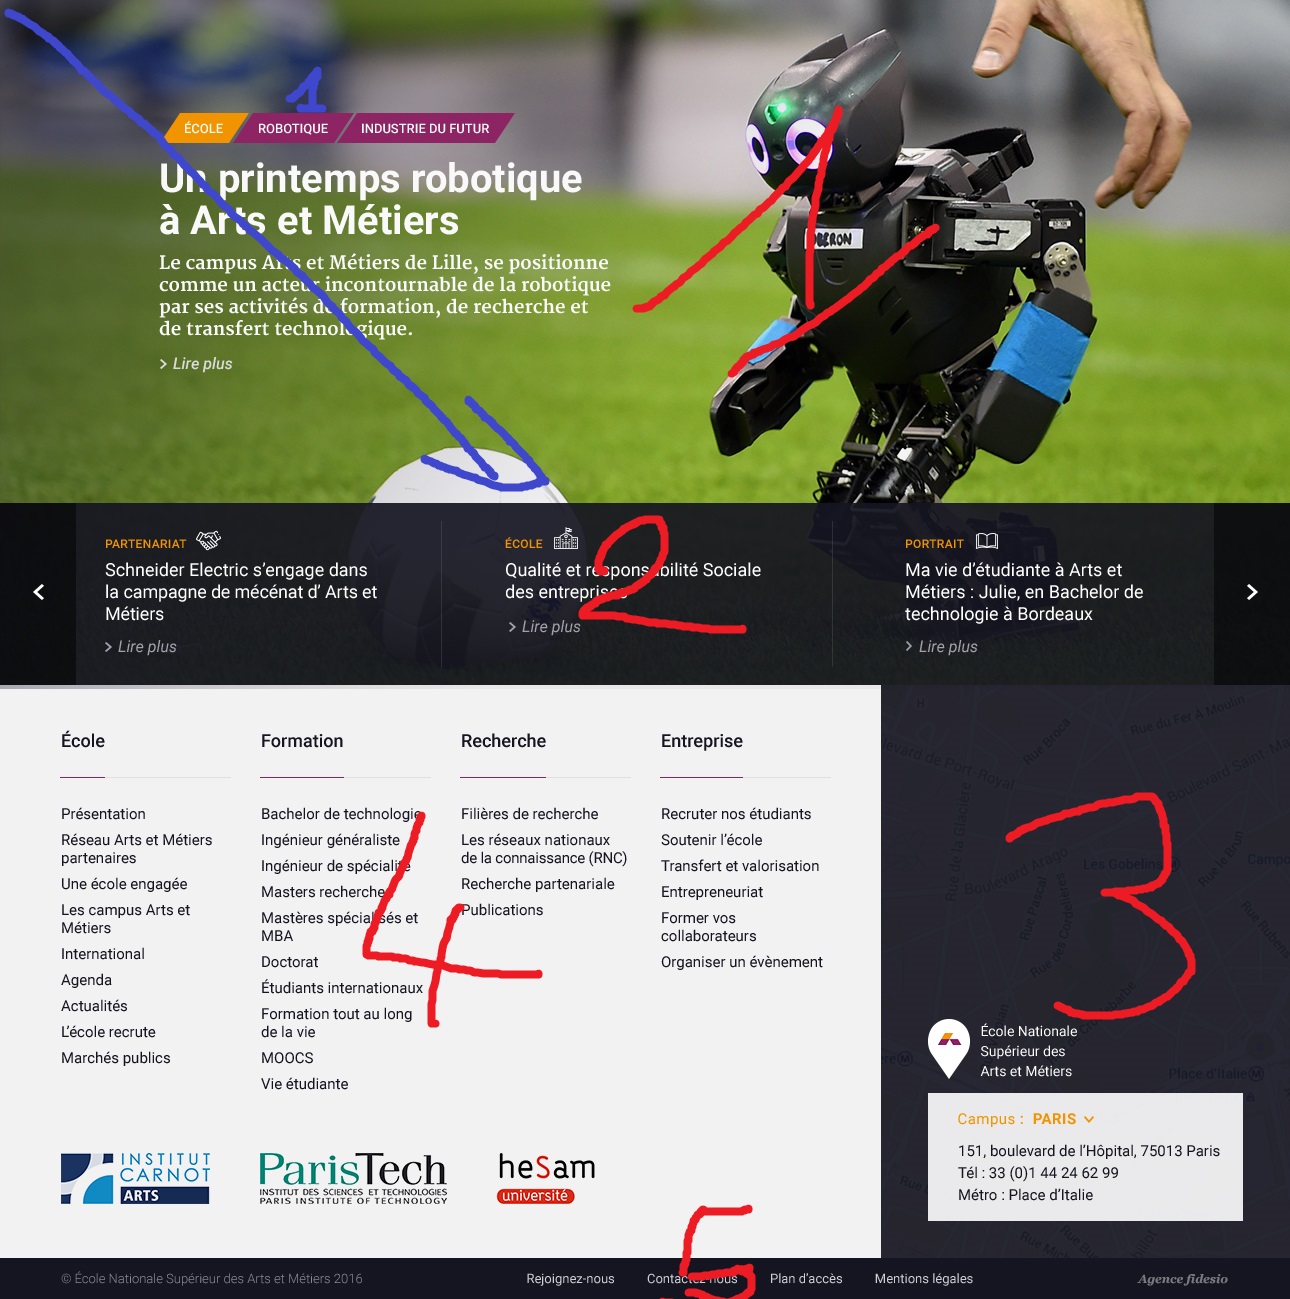 1
ÉCOLE ROBOTIQUE INDUSTRIE DU FUTUR
Un printemps robotique
à Arts et Métiers
Le campus Arts et Métiers de Lille, se positionne
comme un acteur incontournable de la robotique
par ses activités de formation, de recherche et
de transfert technologique.
> Lire plus
1
OBERON
PARTENARIAT
Schneider Electric s’engage dans
la campagne de mécénat d’ Arts et
Métiers
> Lire plus
ÉCOLE
Qualité et responsabilité Sociale
des entreprises
> Lire plus
2
PORTRAIT
Ma vie d’étudiante à Arts et
Métiers : Julie, en Bachelor de
technologie à Bordeaux
> Lire plus
École
Présentation
Réseau Arts et Métiers
partenaires
Une école engagée
Les campus Arts et
Métiers
International
Agenda
Actualités
L’école recrute
Marchés publics
Formation
Bachelor de technologie
Ingénieur généraliste
Ingénieur de spécialité
Masters recherche
Mastères spécialisés et
MBA
Doctorat
Étudiants internationaux
Formation tout au long
de la vie
MOOCS
Vie étudiante
4
Recherche
Filières de recherche
Les réseaux nationaux
de la connaissance (RNC)
Recherche partenariale
Publications
Entreprise
Recruter nos étudiants
Soutenir l’école
Transfert et valorisation
Entrepreneuriat
Former vos
collaborateurs
Organiser un évènement
INSTITUT
CARNOT
ARTS
ParisTech
INSTITUT DES SCIENCES ET TECHNOLOGIES
PARIS INSTITUTE OF TECHNOLOGY
heSam
université
H
Rue du Fer A Moulin
Rue Broca
Boulevard Saint-Ma
levard de Port-Royal
Rue de la Glacière
Boulevard Arago
Les Gobelins M
Rue le Brun
Campo
Rue Pascal
Rue des Cordelières
Rue Rubens
3
Place d'Italie M
École Nationale
Supérieur des
Arts et Métiers
Campus : PARIS
151, boulevard de l’Hôpital, 75013 Paris
Tél : 33 (0)1 44 24 62 99
Métro : Place d’Italie
5
© École Nationale Supérieur des Arts et Métiers 2016
Rejoignez-nous Contactez-nous Plan d’accès Mentions légales
Agence fidesio